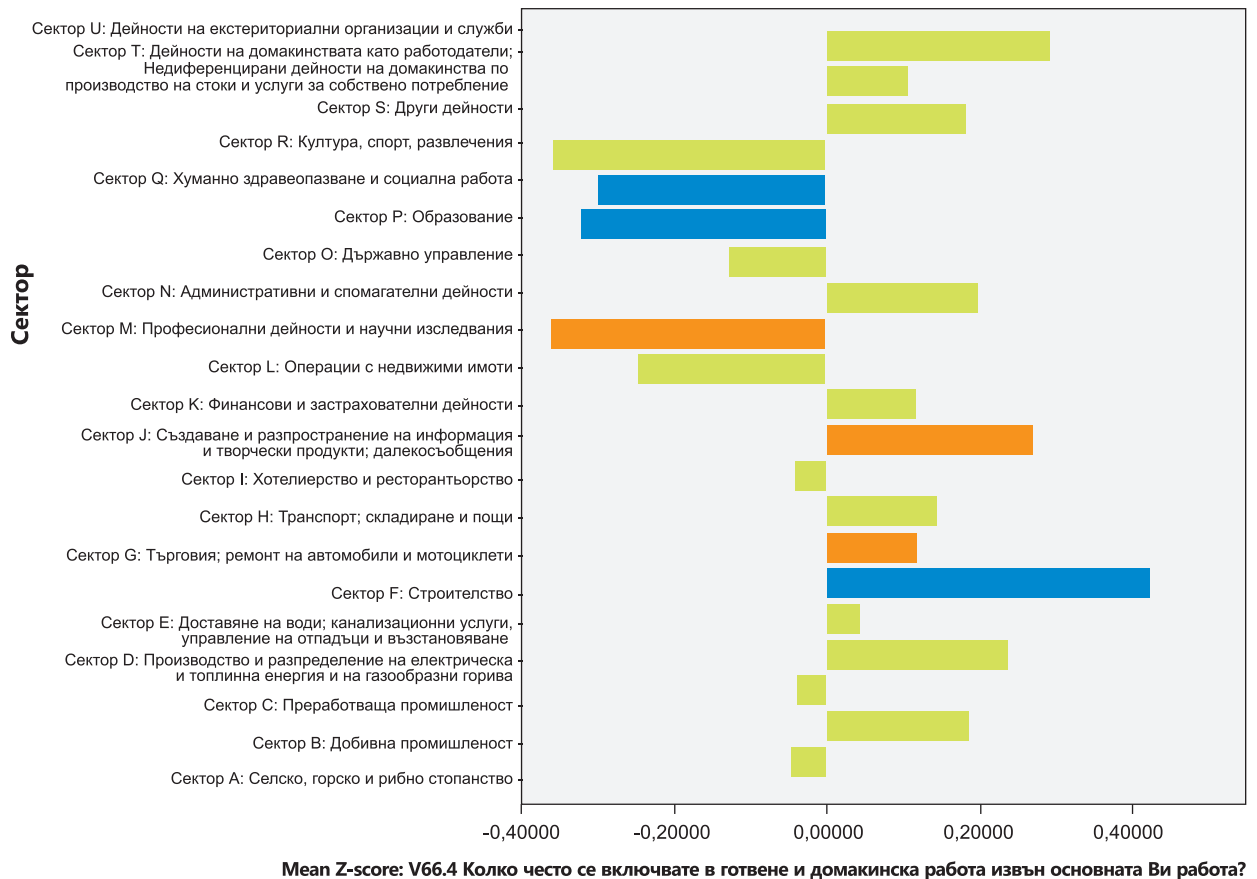 Сектор
Сектор U: Дейности на екстериториални организации и служби
Сектор T: Дейности на домакинствата като работодатели;
Недиференцирани дейности на домакинства по
производство на стоки и услуги за собствено потребление
Сектор S: Други дейности
Сектор R: Култура, спорт, развлечения
Сектор Q: Хуманно здравеопазване и социална работа
Сектор P: Образование
Сектор O: Държавно управление
Сектор N: Административни и спомагателни дейности
Сектор M: Професионални дейности и научни изследвания
Сектор L: Операции с недвижими имоти
Сектор K: Финансови и застрахователни дейности
Сектор J: Създаване и разпространение на информация
и творчески продукти; далекосъобщения
Сектор I: Хотелиерство и ресторантьорство
Сектор H: Транспорт; складиране и пощи
Сектор G: Търговия; ремонт на автомобили и мотоциклети
Сектор F: Строителство
Сектор E: Доставяне на води; канализационни услуги,
управление на отпадъци и възстановяване
Сектор D: Производство и разпределение на електрическа
и топлинна енергия и на газообразни горива
Сектор C: Преработваща промишленост
Сектор B: Добивна промишленост
Сектор A: Селско, горско и рибно стопанство
-0,40000 -0,20000 0,00000 0,20000 0,40000
Mean Z-score: V66.4 Колко често се включвате в готвене и домакинска работа извън основната Ви работа?